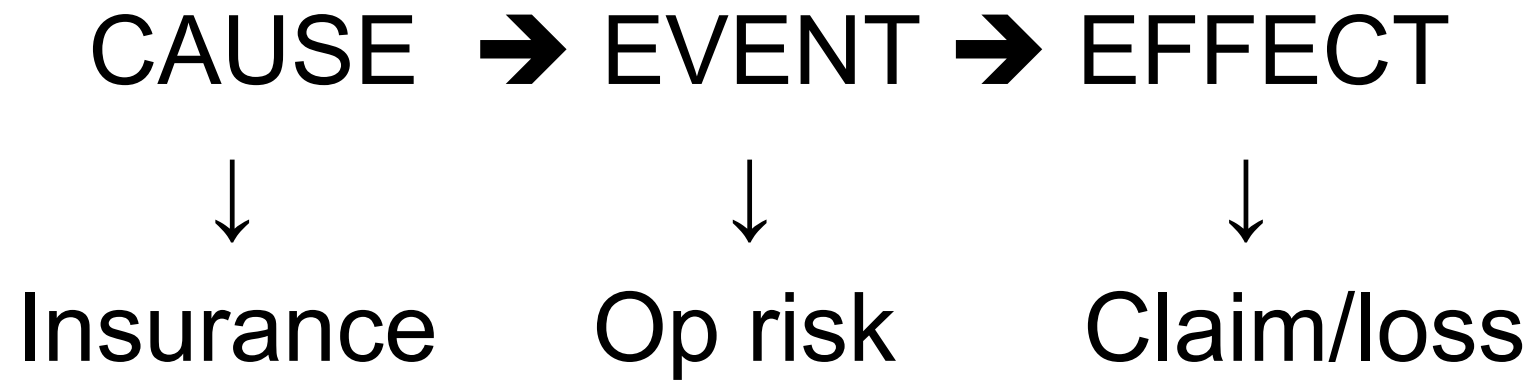 CAUSE ➔ EVENT ➔ EFFECT
↓ ↓ ↓
Insurance Op risk Claim/loss